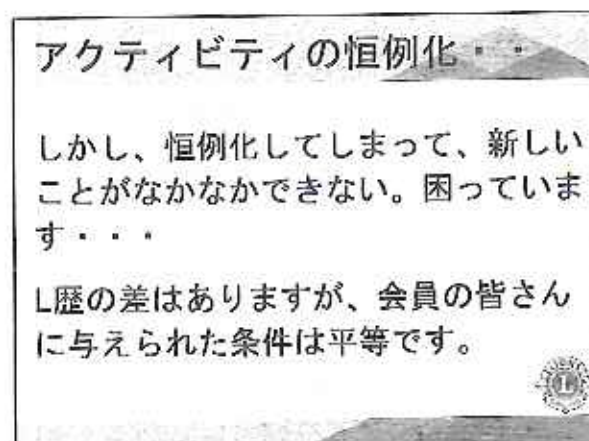 アクティビティの恒例化・・
しかし、恒例化してしまって、新しい
ことがなかなかできない。困っていま
す・・・
L歴の差はありますが、会員の皆さん
に与えられた条件は平等です。
L